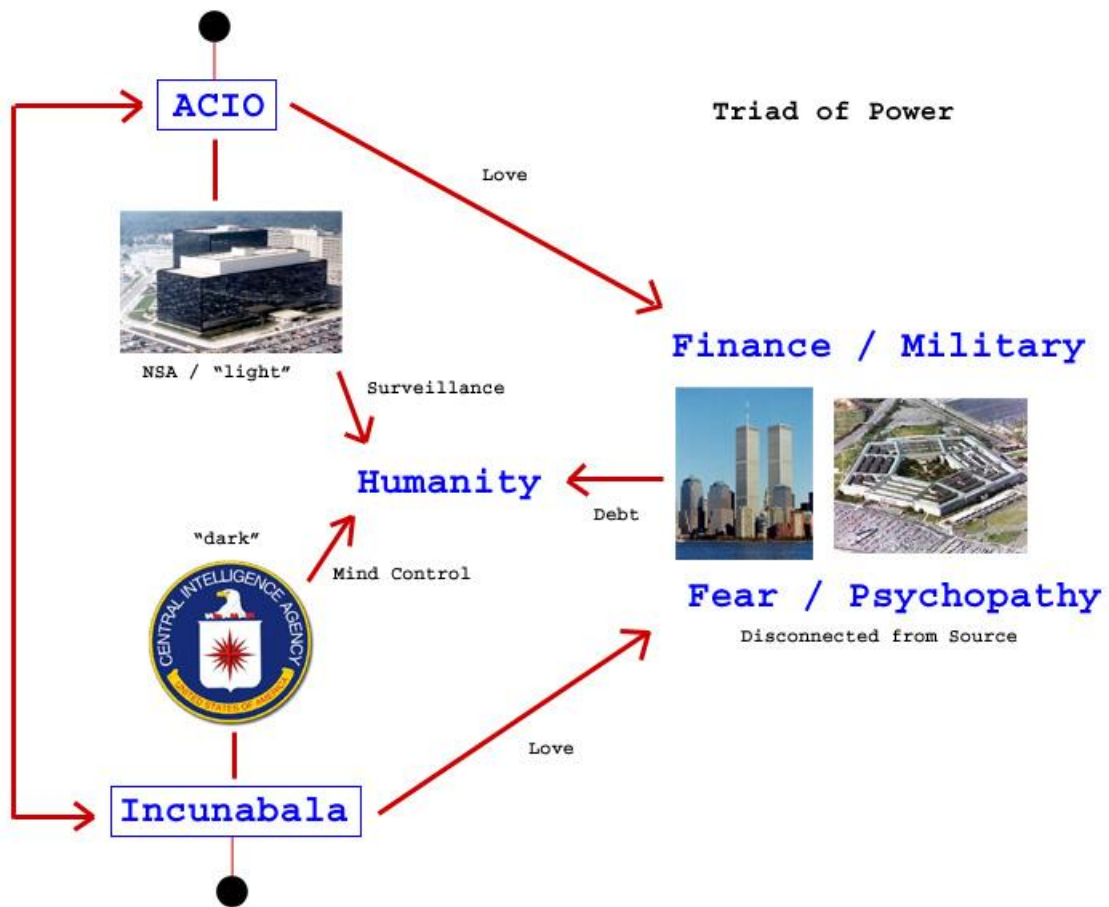 ACIO
Triad of Power
Love
Finance / Military
NSA / “light”
Surveillance
Humanity
Debt
“dark”
Mind Control
CENTRAL INTELLIGENCE AGENCY
UNITED STATES OF AMERICA
Fear / Psychopathy
Disconnected from Source
Love
Incunabala